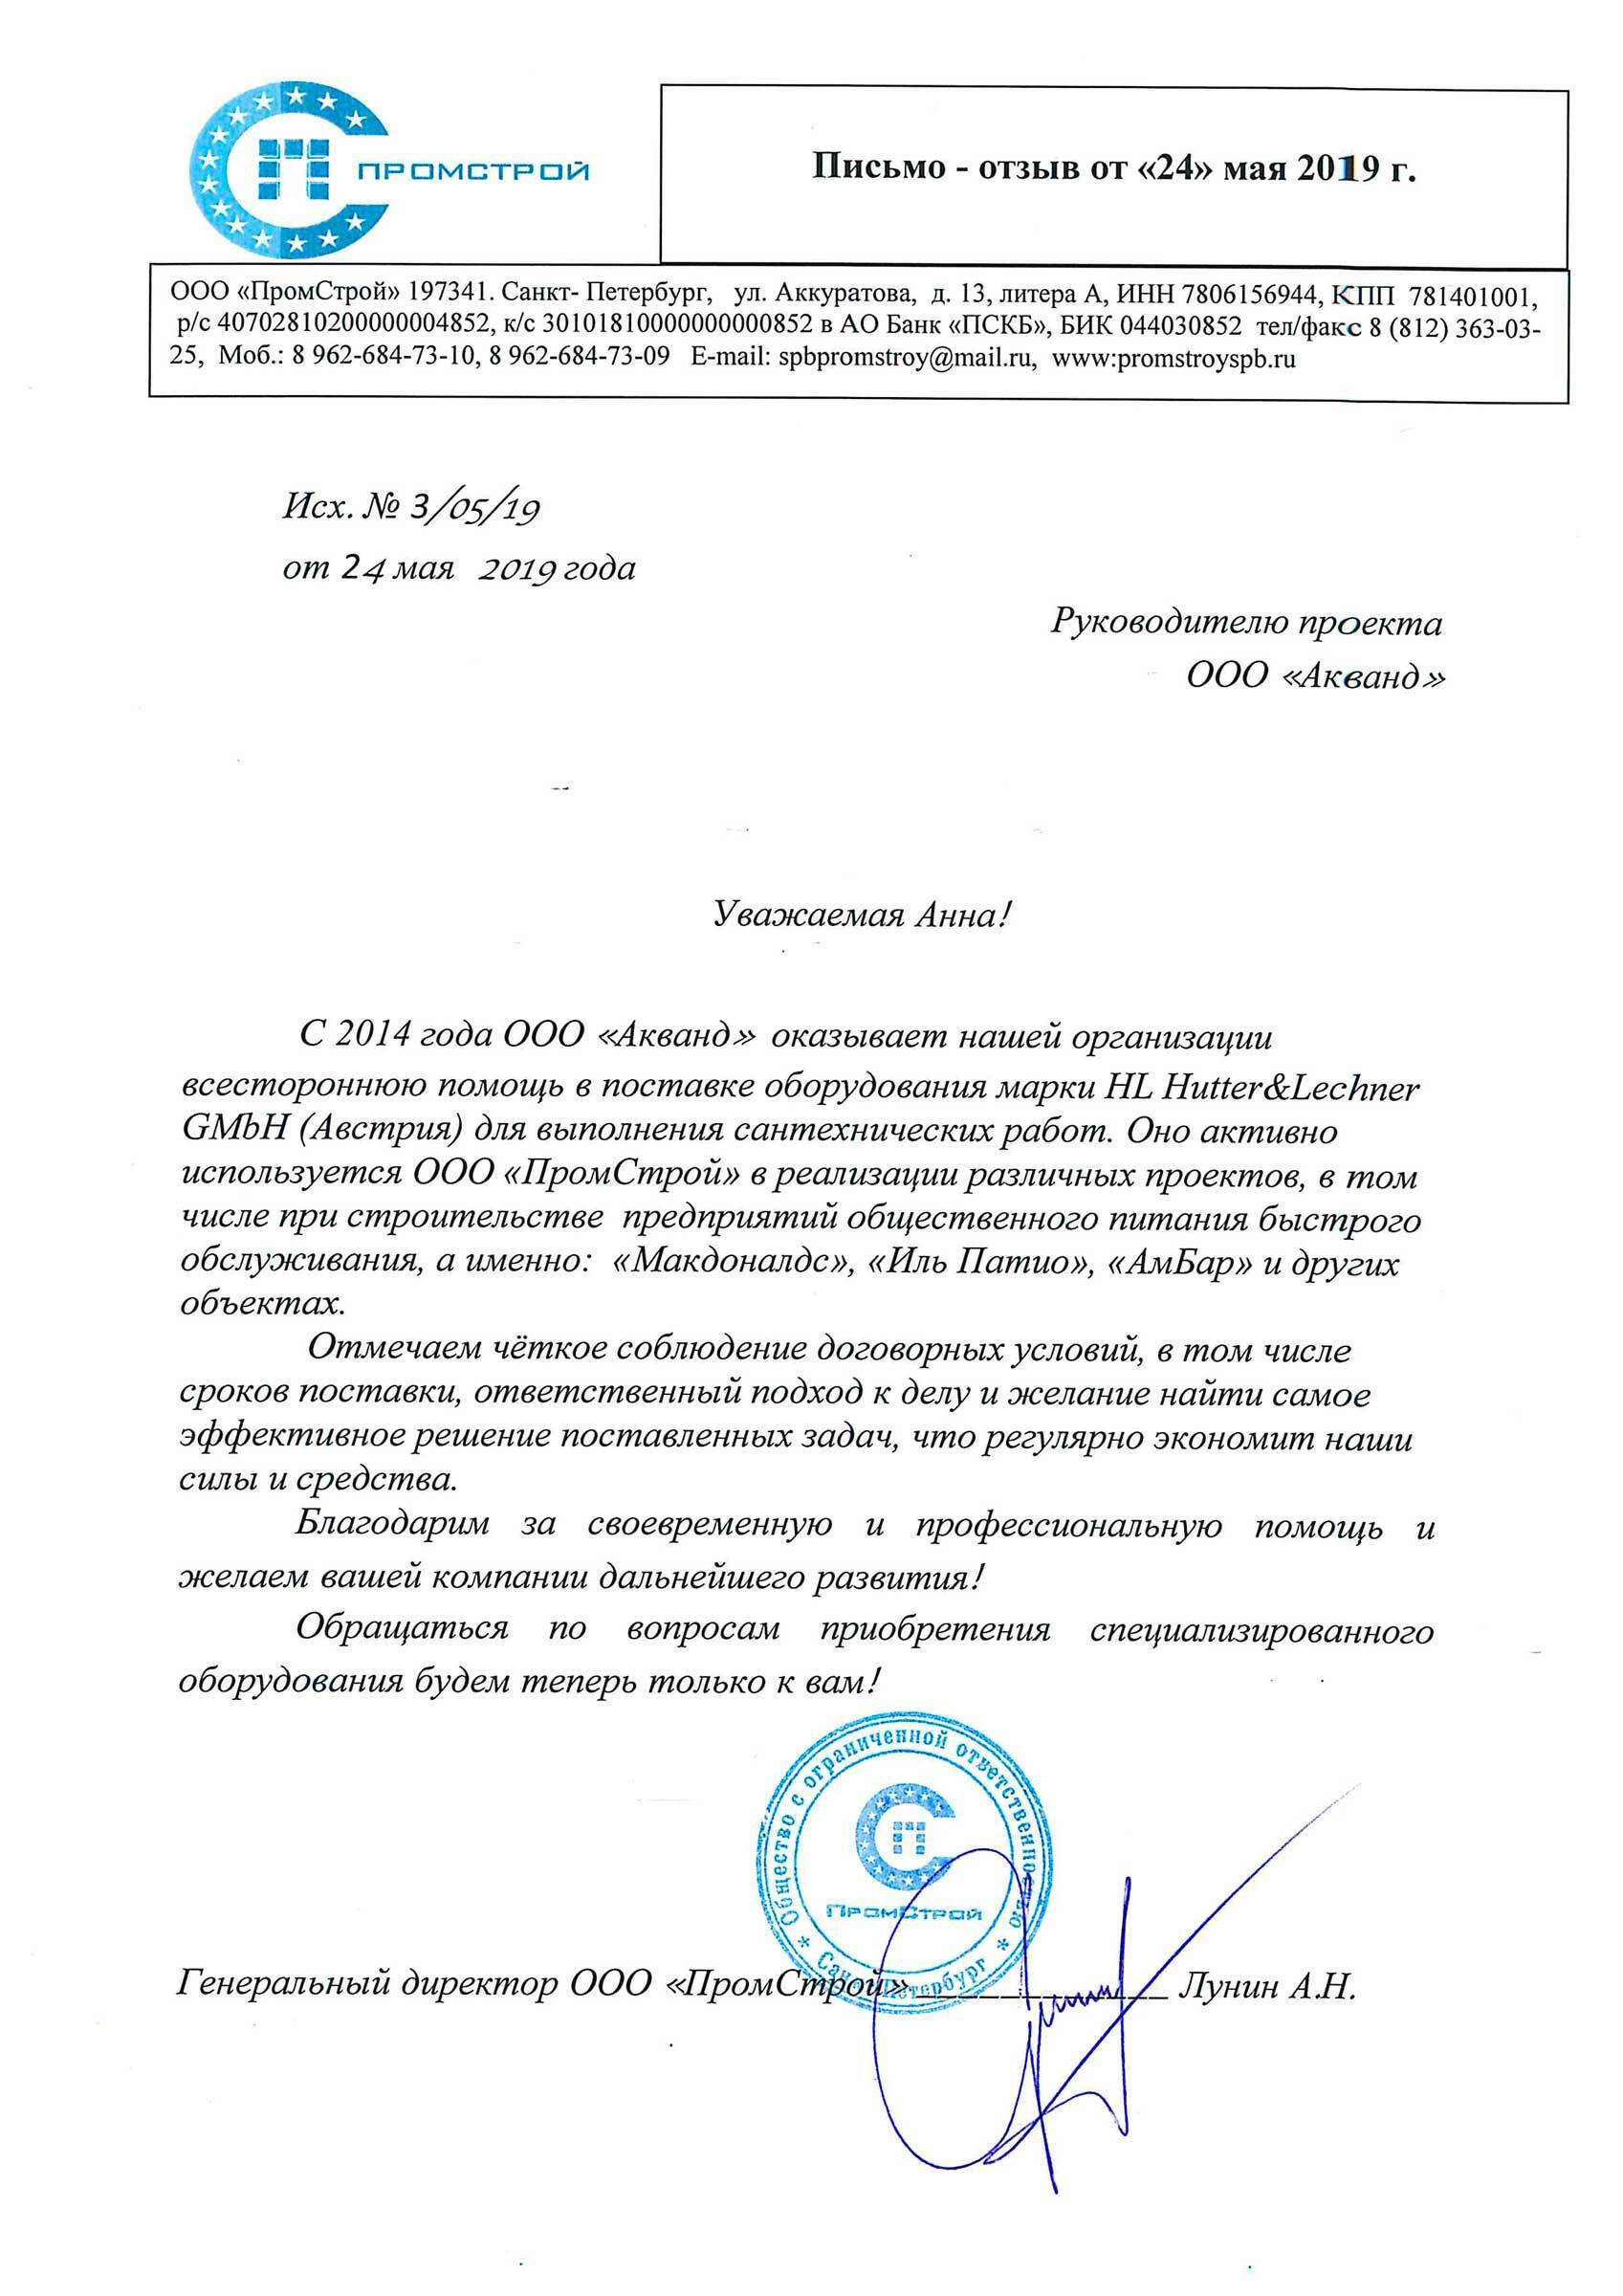 ПРОМСТРОЙ
Письмо - отзыв от «24» мая 2019 г.
ООО «ПромСтрой» 197341. Санкт- Петербург, ул. Аккуратова, д. 13, литера А, ИНН 7806156944, КПП 781401001,
р/с 40702810200000004852, к/с 30101810000000000852 в АО Банк «ПСКБ», БИК 044030852 тел/факс 8 (812) 363-03-
25, Моб.: 8 962-684-73-10, 8 962-684-73-09 E-mail: spbpromstroy@mail.ru, www:promstroyspb.ru
Исх. № 3/05/19
от 24 мая 2019 года
Руководителю проекта
ООО «Акванд»
Уважаемая Анна!
С 2014 года ООО «Акванд» оказывает нашей организации
всестороннюю помощь в поставке оборудования марки HL Hutter&Lechner
GMbH (Австрия) для выполнения сантехнических работ. Оно активно
используется ООО «ПромСтрой» в реализации различных проектов, в том
числе при строительстве предприятий общественного питания быстрого
обслуживания, а именно: «Макдоналдс», «Иль Патио», «АмБар» и других
объектах.
Отмечаем чёткое соблюдение договорных условий, в том числе
сроков поставки, ответственный подход к делу и желание найти самое
эффективное решение поставленных задач, что регулярно экономит наши
силы и средства.
Благодарим за своевременную и профессиональную помощь и
желаем вашей компании дальнейшего развития!
Обращаться по вопросам приобретения специализированного
оборудования будем теперь только к вам!
Общество с ограниченной ответственностью
ПромСтрой
* Санкт-Петербург *
Генеральный директор ООО «ПромСтрой» ____________ Лунин А.Н.